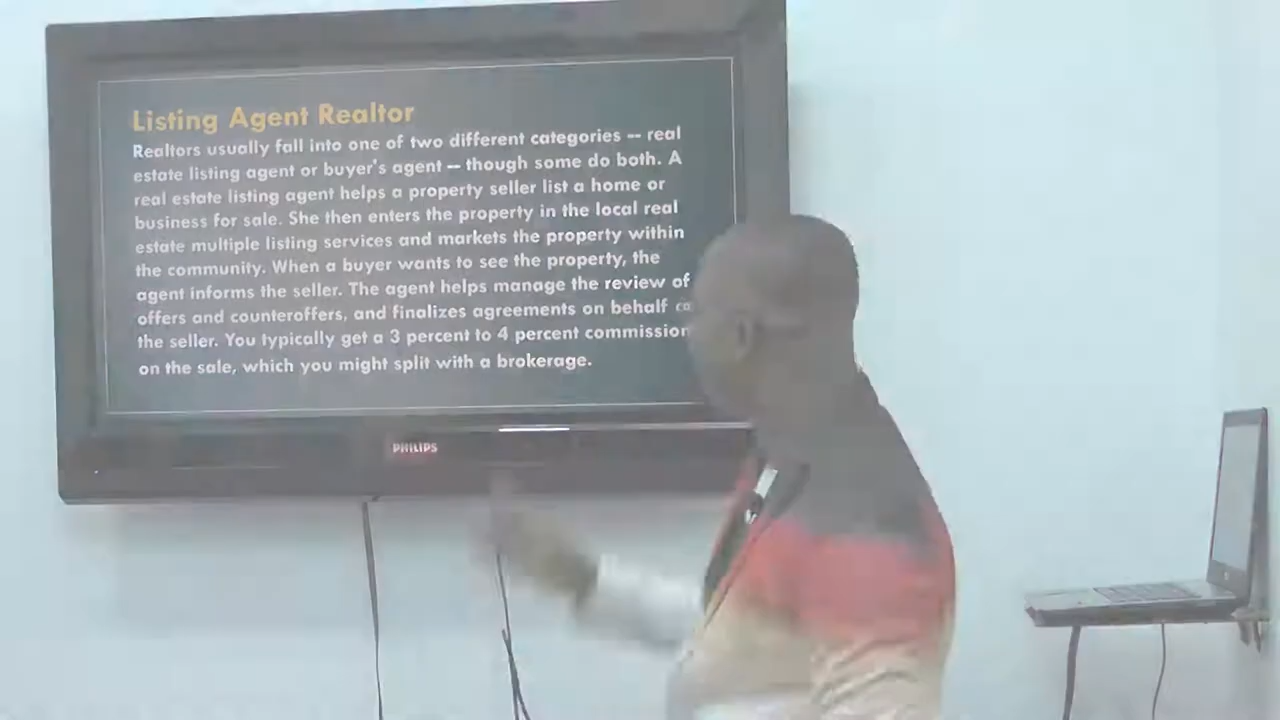 Listing Agent Realtor
Realtors usually fall into one of two different categories -- real
estate listing agent or buyer's agent -- though some do both. A
real estate listing agent helps a property seller list a home or
business for sale. She then enters the property in the local real
estate multiple listing services and markets the property within
the community. When a buyer wants to see the property, the
agent informs the seller. The agent helps manage the review of
offers and counteroffers, and finalizes agreements on behalf
the seller. You typically get a 3 percent to 4 percent commission
on the sale, which you might split with a brokerage.
PHILIPS